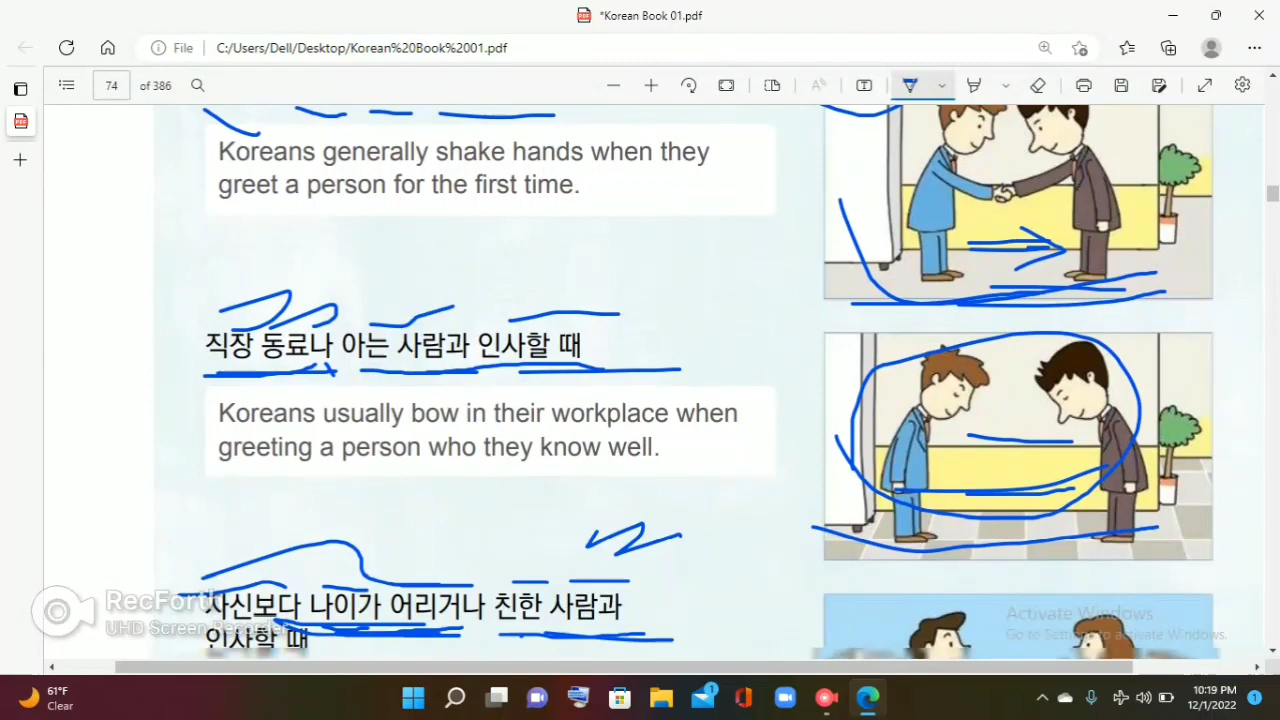 *Korean Book 01.pdf
File C:/Users/Dell/Desktop/Korean%20Book%2001.pdf
74 of 386
Koreans generally shake hands when they
greet a person for the first time.
직장 동료나 아는 사람과 인사할 때
Koreans usually bow in their workplace when
greeting a person who they know well.
자신보다 나이가 어리거나 친한 사람과
인사할 때
RecForth
UHD Screen Recorder
Activate Windows
Go to Settings to activate Windows.
61°F
Clear
1
10:19 PM
12/1/2022
1